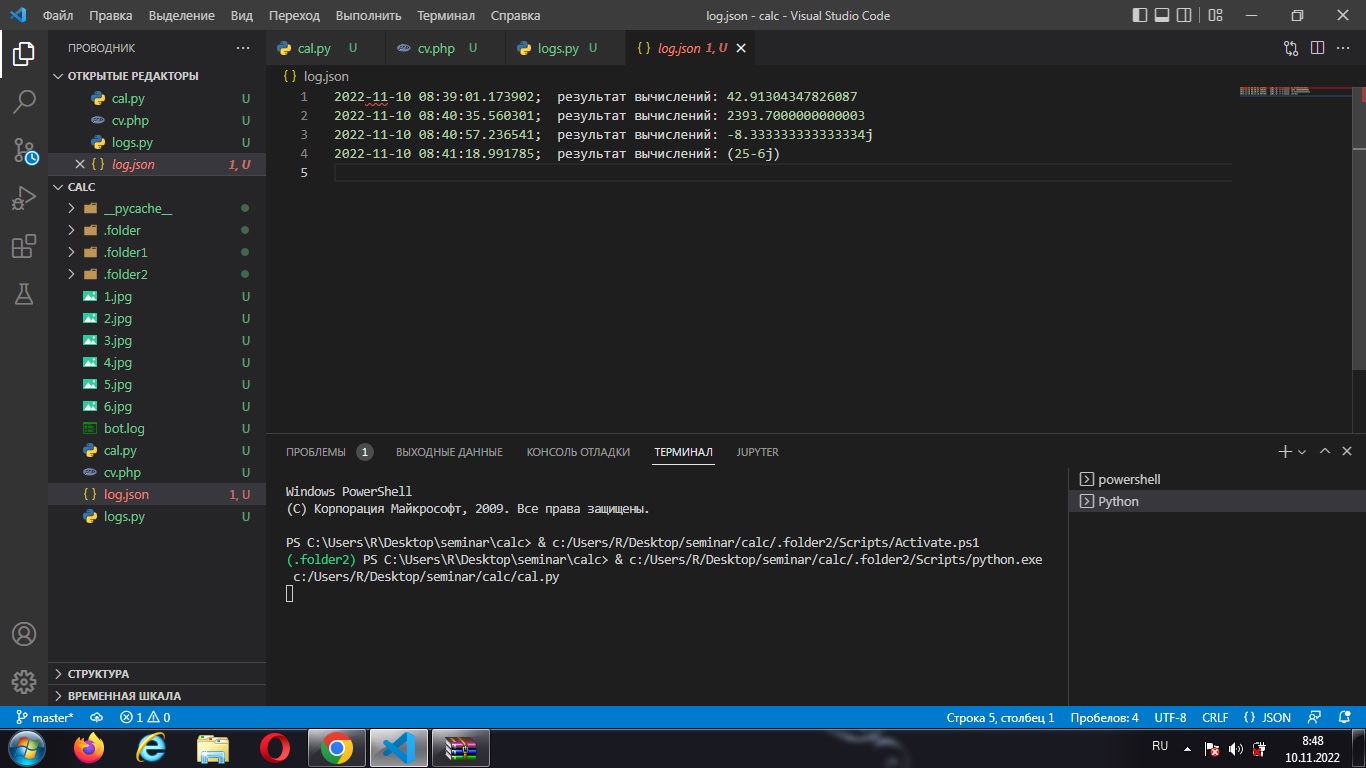 Файл Правка Выделение Вид Переход Выполнить Терминал Справка
log.json - calc - Visual Studio Code
ПРОВОДНИК
ОТКРЫТЫЕ РЕДАКТОРЫ
cal.py U
cv.php U
logs.py U
log.json 1, U
CALC
__pycache__
.folder
.folder1
.folder2
1.jpg U
2.jpg U
3.jpg U
4.jpg U
5.jpg U
6.jpg U
bot.log U
cal.py U
cv.php U
log.json 1, U
logs.py U
СТРУКТУРА
ВРЕМЕННАЯ ШКАЛА
cal.py U cv.php U logs.py U {} log.json 1, U
{} log.json
1 2022-11-10 08:39:01.173902; результат вычислений: 42.91304347826087
2 2022-11-10 08:40:35.560301; результат вычислений: 2393.7000000000003
3 2022-11-10 08:40:57.236541; результат вычислений: -8.333333333333334j
4 2022-11-10 08:41:18.991785; результат вычислений: (25-6j)
5
ПРОБЛЕМЫ 1 ВЫХОДНЫЕ ДАННЫЕ КОНСОЛЬ ОТЛАДКИ ТЕРМИНАЛ JUPYTER
Windows PowerShell
(C) Корпорация Майкрософт, 2009. Все права защищены.
PS C:\Users\R\Desktop\seminar\calc> & c:/Users/R/Desktop/seminar/calc/.folder2/Scripts/Activate.ps1
(.folder2) PS C:\Users\R\Desktop\seminar\calc> & c:/Users/R/Desktop/seminar/calc/.folder2/Scripts/python.exe
c:/Users/R/Desktop/seminar/calc/cal.py
powershell
Python
master* 1 0
Строка 5, столбец 1 Пробелов: 4 UTF-8 CRLF {} JSON
RU
8:48
10.11.2022